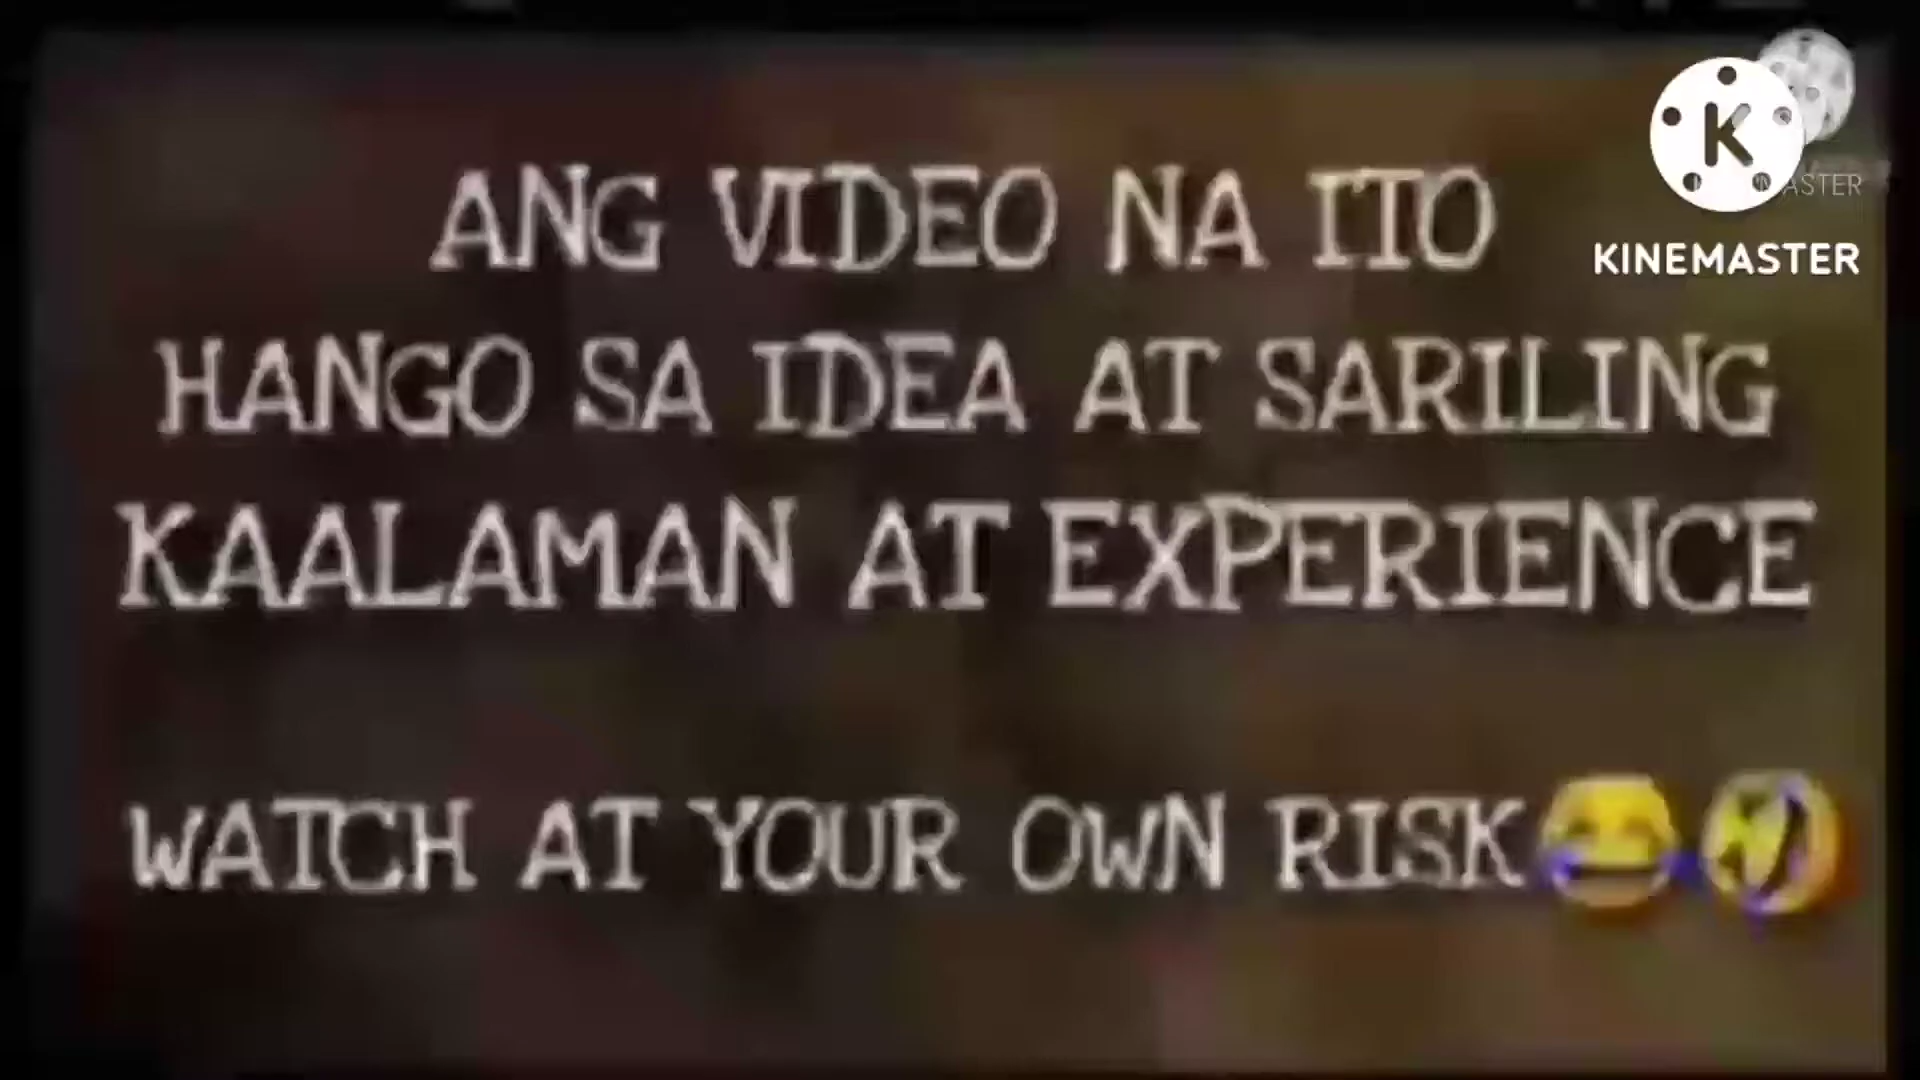 ANG VIDEO NA ITO
HANGO SA IDEA AT SARILING
KAALAMAN AT EXPERIENCE
WATCH AT YOUR OWN RISK😂🤣
K
KINEMASTER